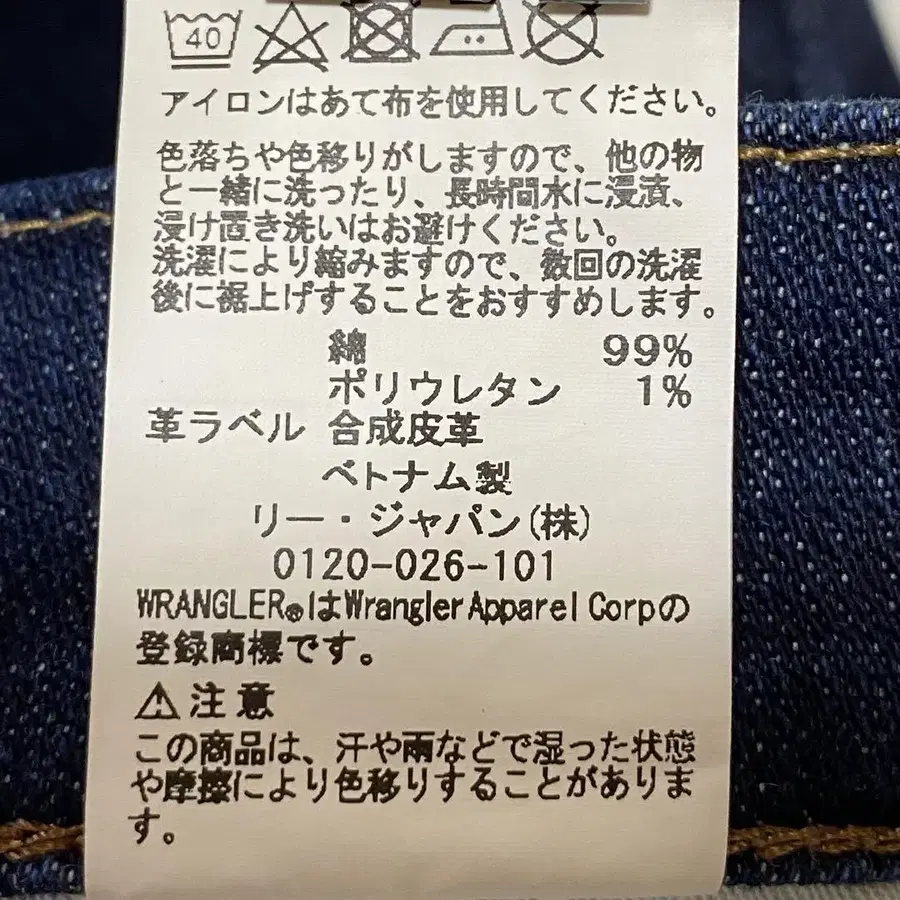 40
アイロンはあて布を使用してください。
色落ちや色移りがしますので、他の物
と一緒に洗ったり、長時間水に浸漬、
浸け置き洗いはお避けください。
洗濯により縮みますので、数回の洗濯
後に裾上げすることをおすすめします。
綿 99%
ポリウレタン 1%
革ラベル 合成皮革
ベトナム製
リー・ジャパン(株)
0120-026-101
WRANGLER®はWrangler Apparel Corpの
登録商標です。
⚠注意
この商品は、汗や雨などで湿った状態
や摩擦により色移りすることがありま
す。